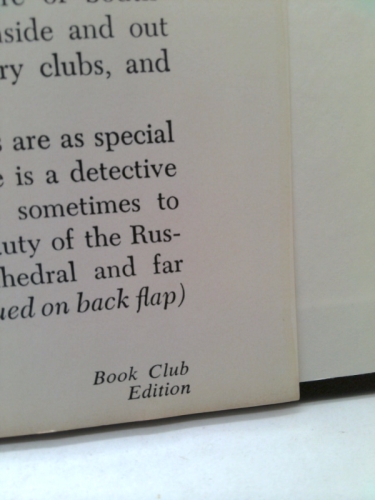 side and out
ry clubs, and
are as special
is a detective
sometimes to
uty of the Rus-
hedral and far
ued on back flap)
Book Club
Edition